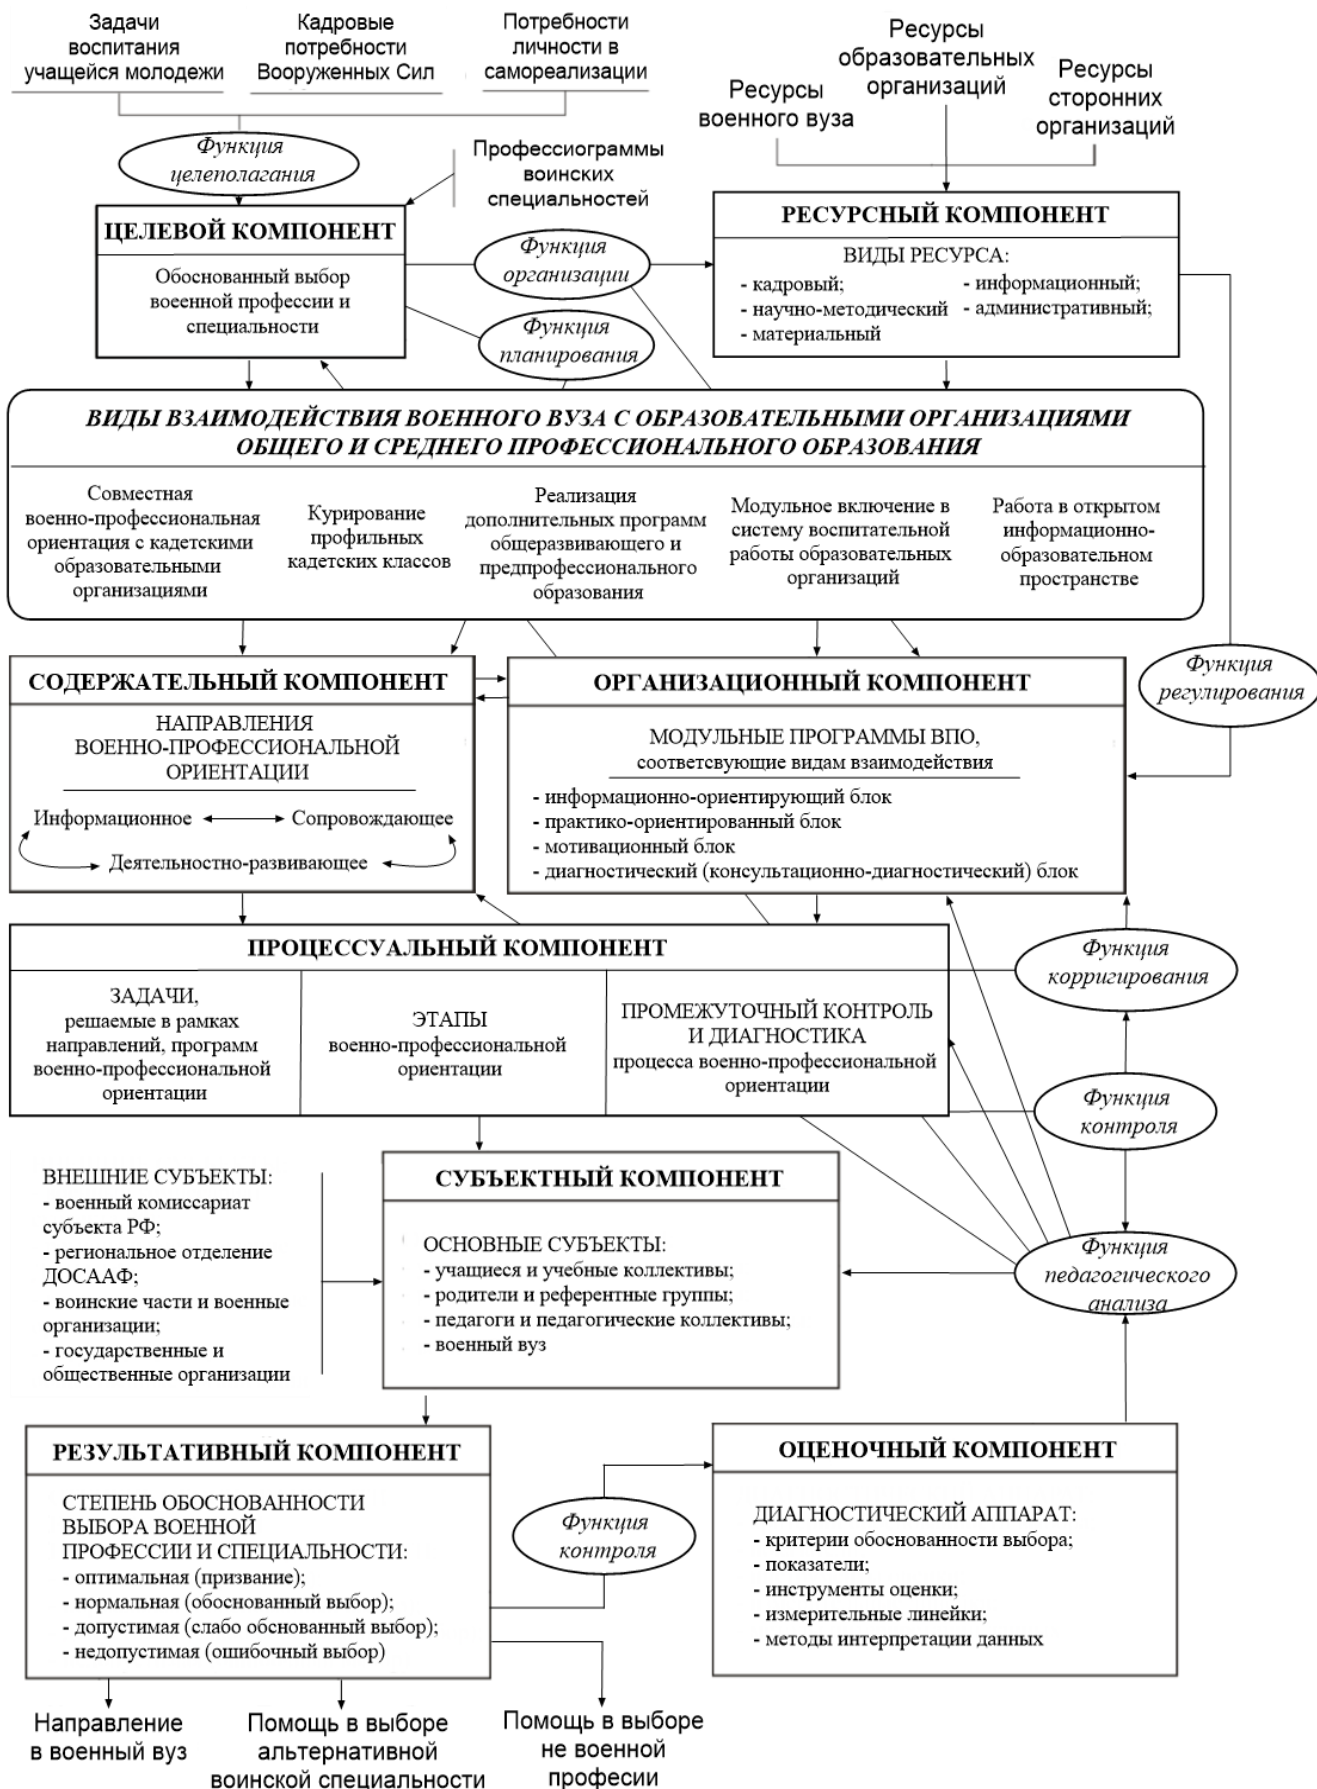 Задачи
воспитания
учащейся молодежи
Кадровые
потребности
Вооруженных Сил
Потребности
личности в
самореализации
Ресурсы
военного вуза
Ресурсы
образовательных
организаций
Ресурсы
сторонних
организаций
Функция
целеполагания
Профессиограммы
воинских
специальностей
ЦЕЛЕВОЙ КОМПОНЕНТ
Обоснованный выбор
военной профессии и
специальности
Функция
организации
Функция
планирования
РЕСУРСНЫЙ КОМПОНЕНТ
ВИДЫ РЕСУРСА:
- кадровый;
- научно-методический
- материальный
- информационный;
- административный;
ВИДЫ ВЗАИМОДЕЙСТВИЯ ВОЕННОГО ВУЗА С ОБРАЗОВАТЕЛЬНЫМИ ОРГАНИЗАЦИЯМИ
ОБЩЕГО И СРЕДНЕГО ПРОФЕССИОНАЛЬНОГО ОБРАЗОВАНИЯ
Совместная
военно-профессиональная
ориентация с кадетскими
образовательными
организациями
Курирование
профильных
кадетских классов
Реализация
дополнительных программ
общеразвивающего и
предпрофессионального
образования
Модульное включение в
систему воспитательной
работы образовательных
организаций
Работа в открытом
информационно-
образовательном
пространстве
Функция
регулирования
СОДЕРЖАТЕЛЬНЫЙ КОМПОНЕНТ
НАПРАВЛЕНИЯ
ВОЕННО-ПРОФЕССИОНАЛЬНОЙ
ОРИЕНТАЦИИ
Информационное
Сопровождающее
Деятельностно-развивающее
ОРГАНИЗАЦИОННЫЙ КОМПОНЕНТ
МОДУЛЬНЫЕ ПРОГРАММЫ ВПО,
соответсвующие видам взаимодействия
- информационно-ориентирующий блок
- практико-ориентированный блок
- мотивационный блок
- диагностический (консультационно-диагностический) блок
ПРОЦЕССУАЛЬНЫЙ КОМПОНЕНТ
ЗАДАЧИ,
решаемые в рамках
направлений, программ
военно-профессиональной
ориентации
ЭТАПЫ
военно-профессиональной
ориентации
ПРОМЕЖУТОЧНЫЙ КОНТРОЛЬ
И ДИАГНОСТИКА
процесса военно-профессиональной
ориентации
Функция
корригирования
Функция
контроля
Функция
педагогического
анализа
ВНЕШНИЕ СУБЪЕКТЫ:
- военный комиссариат
субъекта РФ;
- региональное отделение
ДОСААФ;
- воинские части и военные
организации;
- государственные и
общественные организации
СУБЪЕКТНЫЙ КОМПОНЕНТ
ОСНОВНЫЕ СУБЪЕКТЫ:
- учащиеся и учебные коллективы;
- родители и референтные группы;
- педагоги и педагогические коллективы;
- военный вуз
РЕЗУЛЬТАТИВНЫЙ КОМПОНЕНТ
СТЕПЕНЬ ОБОСНОВАННОСТИ
ВЫБОРА ВОЕННОЙ
ПРОФЕССИИ И СПЕЦИАЛЬНОСТИ:
- оптимальная (призвание);
- нормальная (обоснованный выбор);
- допустимая (слабо обснованный выбор);
- недопустимая (ошибочный выбор)
Функция
контроля
ОЦЕНОЧНЫЙ КОМПОНЕНТ
ДИАГНОСТИЧЕСКИЙ АППАРАТ:
- критерии обоснованности выбора;
- показатели;
- инструменты оценки;
- измерительные линейки;
- методы интерпретации данных
Направление
в военный вуз
Помощь в выборе
альтернативной
воинской специальности
Помощь в выборе
не военной
професии